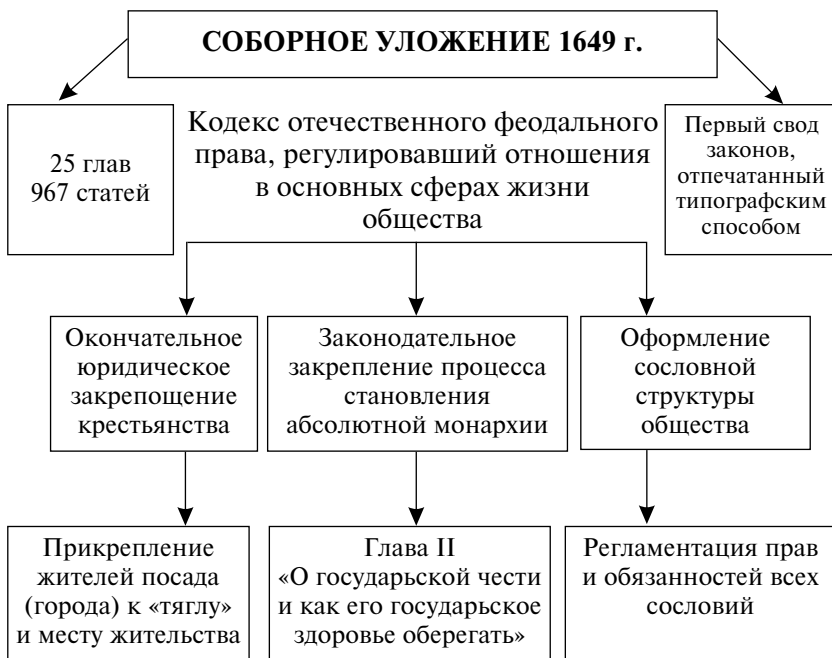 СОБОРНОЕ УЛОЖЕНИЕ 1649 г.
25 глав
967 статей
Кодекс отечественного феодального
права, регулировавший отношения
в основных сферах жизни
общества
Первый свод
законов,
отпечатанный
типографским
способом
Окончательное
юридическое
закрепощение
крестьянства
Законодательное
закрепление процесса
становления
абсолютной монархии
Оформление
сословной
структуры
общества
Прикрепление
жителей посада
(города) к «тяглу»
и месту жительства
Глава II
«О государьской чести
и как его государьское
здоровье оберегать»
Регламентация прав
и обязанностей всех
сословий